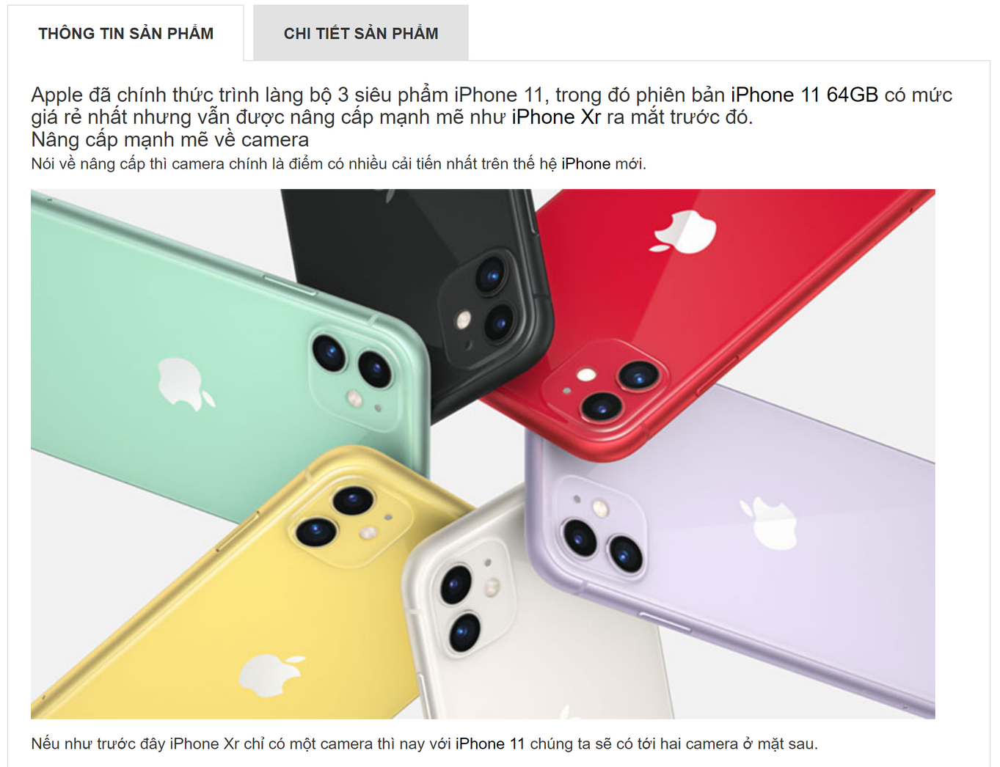 THÔNG TIN SẢN PHẨM
CHI TIẾT SẢN PHẨM
Apple đã chính thức trình làng bộ 3 siêu phẩm iPhone 11, trong đó phiên bản iPhone 11 64GB có mức
giá rẻ nhất nhưng vẫn được nâng cấp mạnh mẽ như iPhone Xr ra mắt trước đó.
Nâng cấp mạnh mẽ về camera
Nói về nâng cấp thì camera chính là điểm có nhiều cải tiến nhất trên thế hệ iPhone mới.
Nếu như trước đây iPhone Xr chỉ có một camera thì nay với iPhone 11 chúng ta sẽ có tới hai camera ở mặt sau.